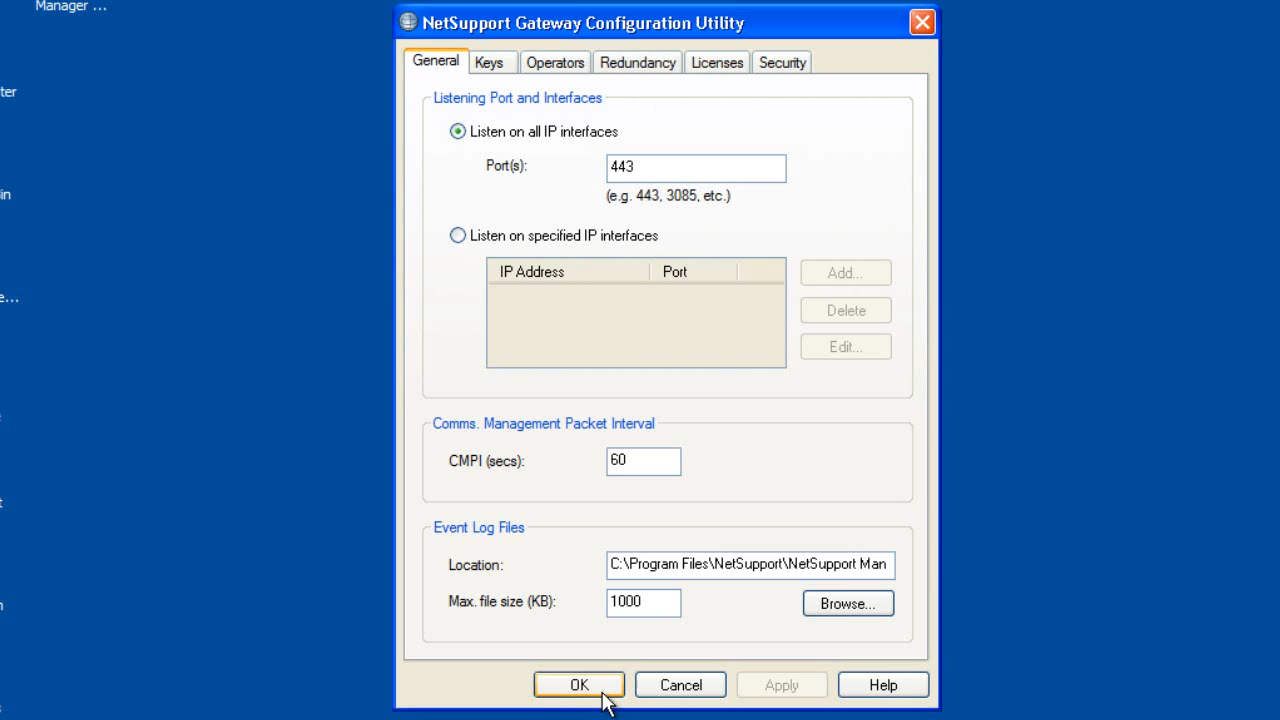 Manager ...
NetSupport Gateway Configuration Utility
ter
General Keys Operators Redundancy Licenses Security
Listening Port and Interfaces
Listen on all IP interfaces
Port(s): 443
in
(e.g. 443, 3085, etc.)
Listen on specified IP interfaces
IP Address Port Add...
e...
Delete
Edit...
Comms. Management Packet Interval
CMPI (secs): 60
t
Event Log Files
Location: C:\Program Files\NetSupport\NetSupport Man
Max. file size (KB): 1000 Browse...
OK Cancel Apply Help